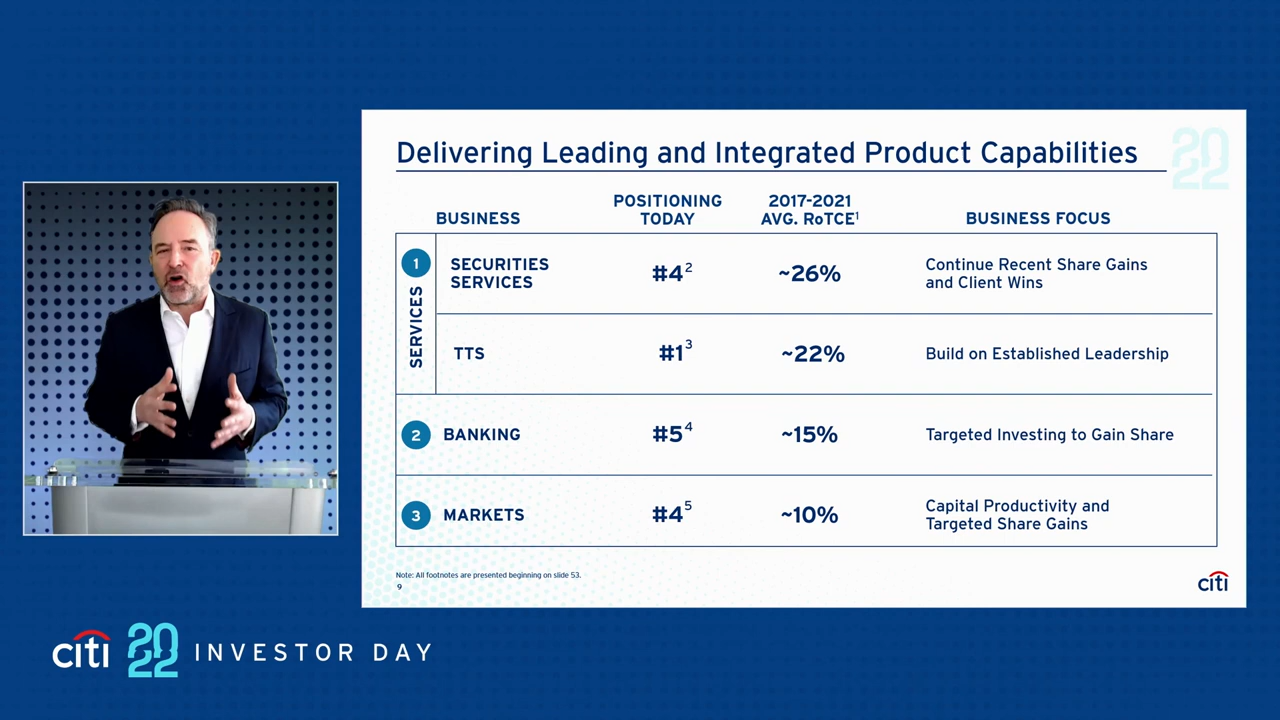 Delivering Leading and Integrated Product Capabilities
2022
BUSINESS
POSITIONING
TODAY
2017-2021
AVG. RoTCE¹
BUSINESS FOCUS
1
SERVICES
SECURITIES
SERVICES
#4²
~26%
Continue Recent Share Gains
and Client Wins
TTS
#1³
~22%
Build on Established Leadership
2
BANKING
#5⁴
~15%
Targeted Investing to Gain Share
3
MARKETS
#4⁵
~10%
Capital Productivity and
Targeted Share Gains
Note: All footnotes are presented beginning on slide 53.
9
citi
citi 2022 INVESTOR DAY